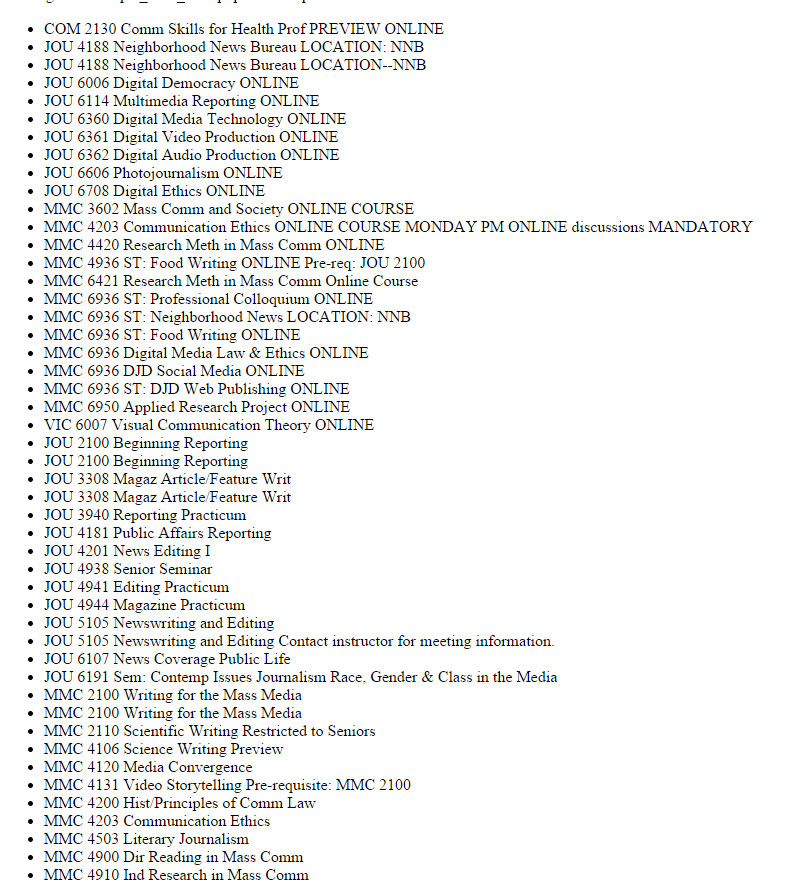 COM 2130 Comm Skills for Health Prof PREVIEW ONLINE
JOU 4188 Neighborhood News Bureau LOCATION: NNB
JOU 4188 Neighborhood News Bureau LOCATION--NNB
JOU 6006 Digital Democracy ONLINE
JOU 6114 Multimedia Reporting ONLINE
JOU 6360 Digital Media Technology ONLINE
JOU 6361 Digital Video Production ONLINE
JOU 6362 Digital Audio Production ONLINE
JOU 6606 Photojournalism ONLINE
JOU 6708 Digital Ethics ONLINE
MMC 3602 Mass Comm and Society ONLINE COURSE
MMC 4203 Communication Ethics ONLINE COURSE MONDAY PM ONLINE discussions MANDATORY
MMC 4420 Research Meth in Mass Comm ONLINE
MMC 4936 ST: Food Writing ONLINE Pre-req: JOU 2100
MMC 6421 Research Meth in Mass Comm Online Course
MMC 6936 ST: Professional Colloquium ONLINE
MMC 6936 ST: Neighborhood News LOCATION: NNB
MMC 6936 ST: Food Writing ONLINE
MMC 6936 Digital Media Law & Ethics ONLINE
MMC 6936 DJD Social Media ONLINE
MMC 6936 ST: DJD Web Publishing ONLINE
MMC 6950 Applied Research Project ONLINE
VIC 6007 Visual Communication Theory ONLINE
JOU 2100 Beginning Reporting
JOU 2100 Beginning Reporting
JOU 3308 Magaz Article/Feature Writ
JOU 3308 Magaz Article/Feature Writ
JOU 3940 Reporting Practicum
JOU 4181 Public Affairs Reporting
JOU 4201 News Editing I
JOU 4938 Senior Seminar
JOU 4941 Editing Practicum
JOU 4944 Magazine Practicum
JOU 5105 Newswriting and Editing
JOU 5105 Newswriting and Editing Contact instructor for meeting information.
JOU 6107 News Coverage Public Life
JOU 6191 Sem: Contemp Issues Journalism Race, Gender & Class in the Media
MMC 2100 Writing for the Mass Media
MMC 2100 Writing for the Mass Media
MMC 2110 Scientific Writing Restricted to Seniors
MMC 4106 Science Writing Preview
MMC 4120 Media Convergence
MMC 4131 Video Storytelling Pre-requisite: MMC 2100
MMC 4200 Hist/Principles of Comm Law
MMC 4203 Communication Ethics
MMC 4503 Literary Journalism
MMC 4900 Dir Reading in Mass Comm
MMC 4910 Ind Research in Mass Comm